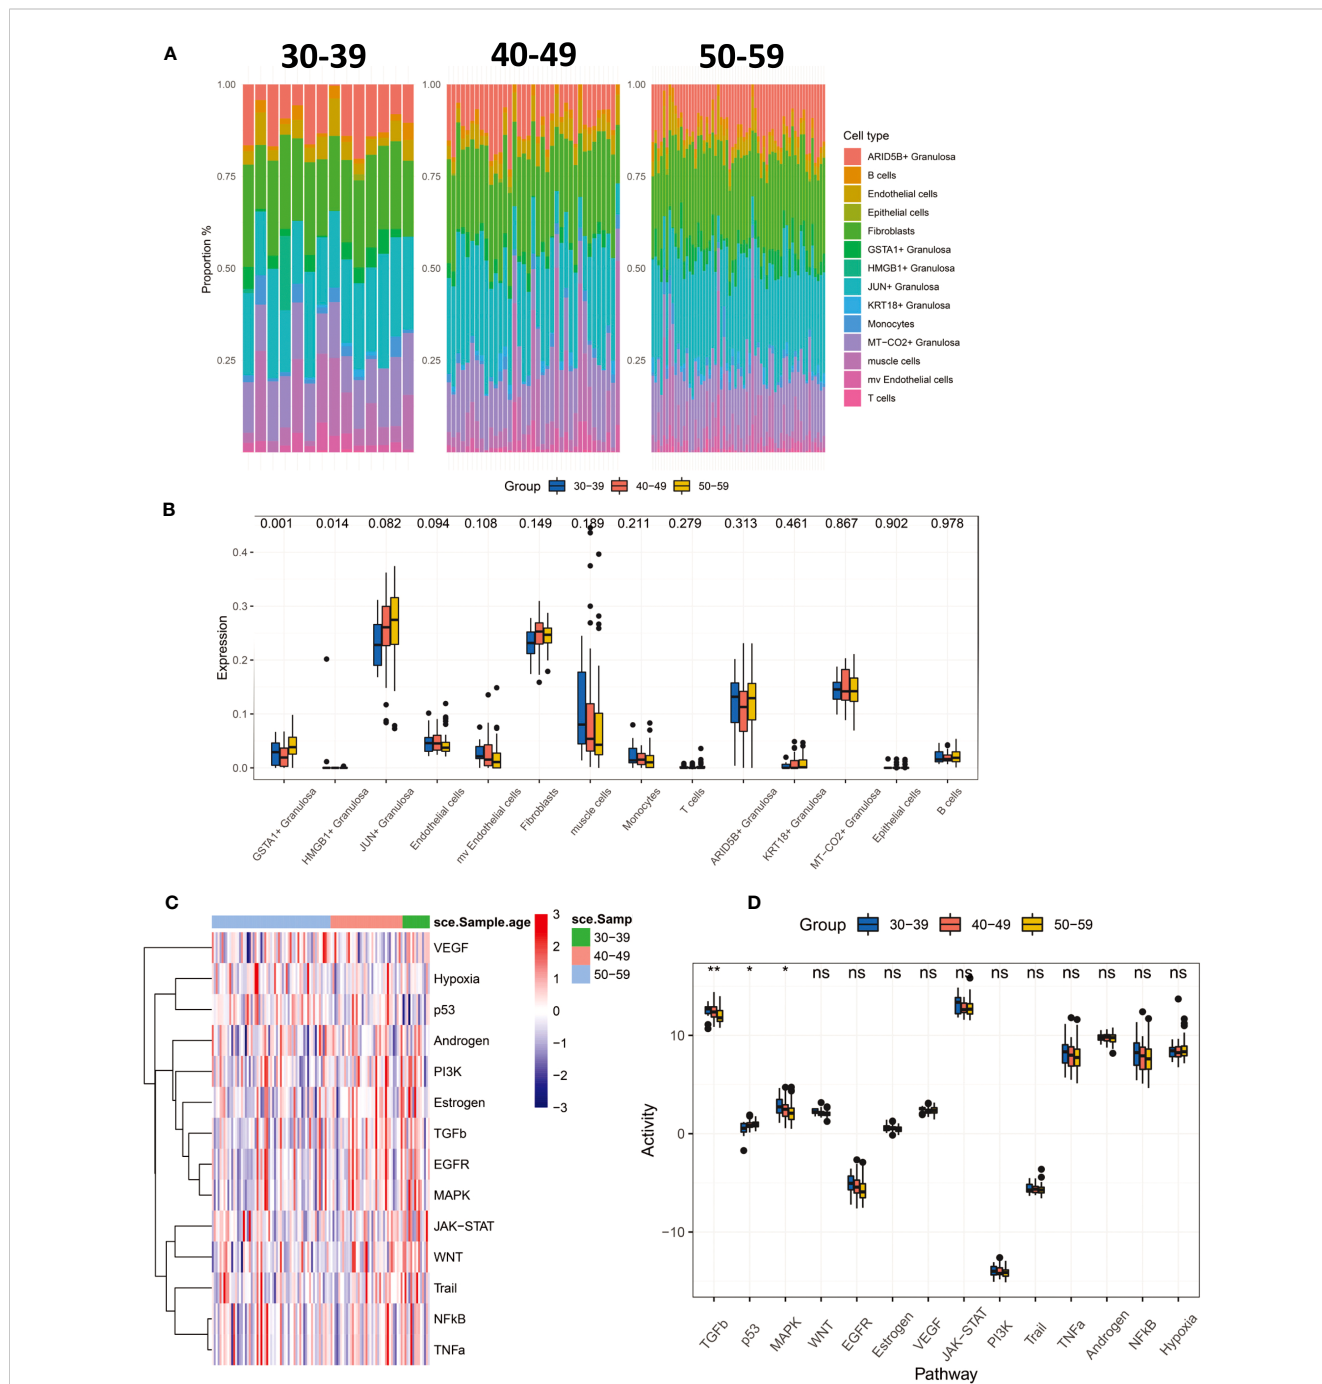 A
30-39
40-49
50-59
1.00
1.00
1.00
0.75
0.75
0.75
0.50
0.50
0.50
0.25
0.25
0.25
Proportion %
Cell type
ARID5B+ Granulosa
B cells
Endothelial cells
Epithelial cells
Fibroblasts
GSTA1+ Granulosa
HMGB1+ Granulosa
JUN+ Granulosa
KRT18+ Granulosa
Monocytes
MT−CO2+ Granulosa
muscle cells
mv Endothelial cells
T cells
B
Group 30−39 40−49 50−59
0.001 0.014 0.082 0.094 0.108 0.149 0.189 0.211 0.279 0.313 0.461 0.867 0.902 0.978
0.4
0.3
0.2
0.1
0.0
Expression
GSTA1+ Granulosa
HMGB1+ Granulosa
JUN+ Granulosa
Endothelial cells
mv Endothelial cells
Fibroblasts
muscle cells
Monocytes
T cells
ARID5B+ Granulosa
KRT18+ Granulosa
MT−CO2+ Granulosa
Epithelial cells
B cells
C
sce.Sample.age
VEGF
Hypoxia
p53
Androgen
PI3K
Estrogen
TGFb
EGFR
MAPK
JAK−STAT
WNT
Trail
NFkB
TNFa
3
2
1
0
−1
−2
−3
sce.Samp
30−39
40−49
50−59
D
Group 30−39 40−49 50−59
** * * ns ns ns ns ns ns ns ns ns ns ns
10
0
−10
Activity
TGFb
p53
MAPK
WNT
EGFR
Estrogen
VEGF
JAK−STAT
PI3K
Trail
TNFa
Androgen
NFkB
Hypoxia
Pathway